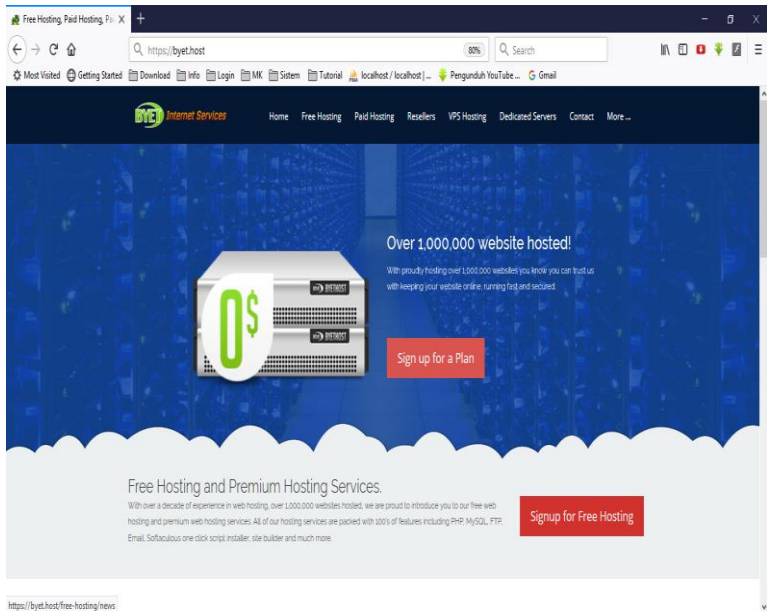 Free Hosting, Paid Hosting, Pai
https://byet.host
80%
Search
Most Visited Getting Started Download Info Login MK Sistem Tutorial localhost / localhost | ... Pengunduh YouTube ... Gmail
BYET Internet Services
Home Free Hosting Paid Hosting Resellers VPS Hosting Dedicated Servers Contact More ...
Over 1,000,000 website hosted!
With proudly hosting over 1,000,000 websites you know you can trust us
with keeping your website online, running fast and secured.
0$
BYETHOST
BYETHOST
Sign up for a Plan
Free Hosting and Premium Hosting Services.
With over a decade of experience in web hosting, over 1,000,000 websites hosted, we are proud to introduce you to our free web
hosting and premium web hosting services. All of our hosting services are packed with 100's of features including PHP, MySQL, FTP,
Email, Softaculous one click script installer, site builder and much more.
Signup for Free Hosting
https://byet.host/free-hosting/news